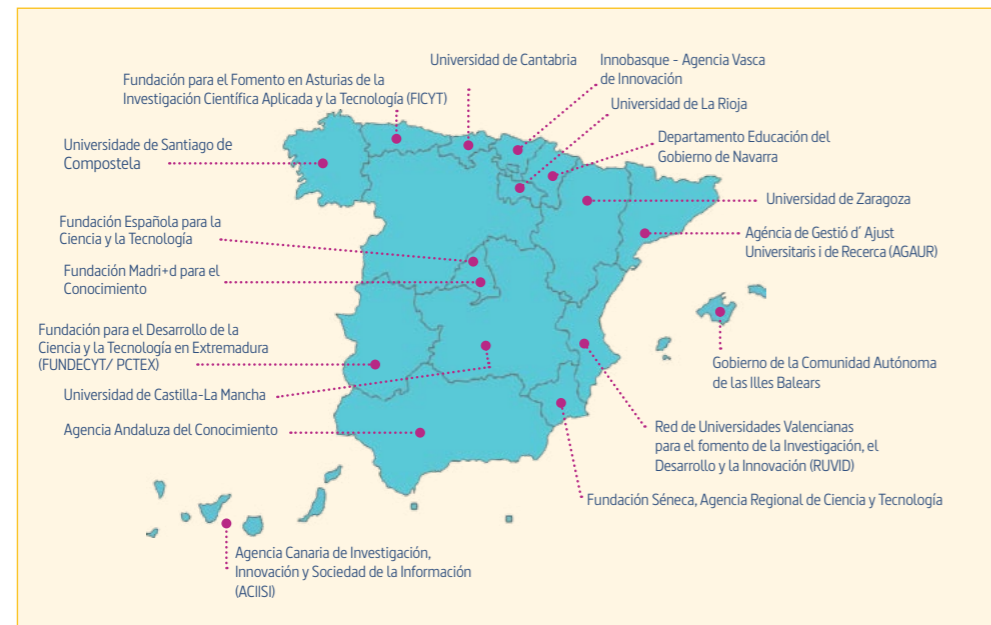 Universidad de Cantabria
Innobasque - Agencia Vasca
de Innovación
Fundación para el Fomento en Asturias de la
Investigación Científica Aplicada y la Tecnología (FICYT)
Universidad de La Rioja
Universidade de Santiago de
Compostela
Departamento Educación del
Gobierno de Navarra
Universidad de Zaragoza
Fundación Española para la
Ciencia y la Tecnología
Agéncia de Gestió d´ Ajust
Universitaris i de Recerca (AGAUR)
Fundación Madri+d para el
Conocimiento
Fundación para el Desarrollo de la
Ciencia y la Tecnología en Extremadura
(FUNDECYT/ PCTEX)
Gobierno de la Comunidad Autónoma
de las Illes Balears
Universidad de Castilla-La Mancha
Agencia Andaluza del Conocimiento
Red de Universidades Valencianas
para el fomento de la Investigación, el
Desarrollo y la Innovación (RUVID)
Fundación Séneca, Agencia Regional de Ciencia y Tecnología
Agencia Canaria de Investigación,
Innovación y Sociedad de la Información
(ACIISI)